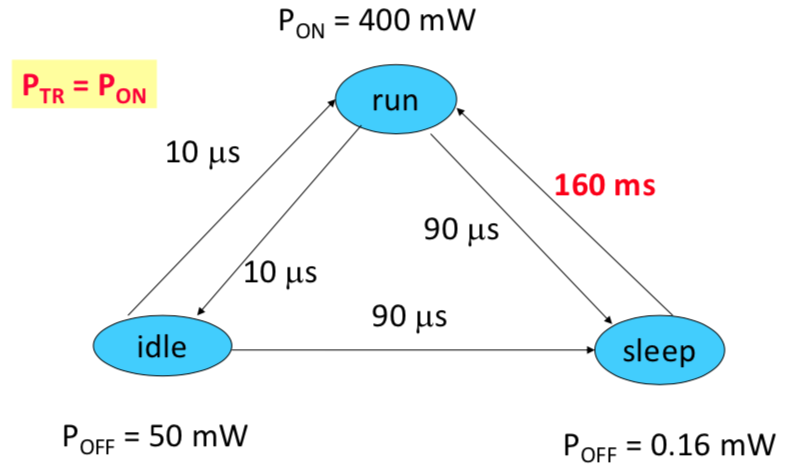 P_ON = 400 mW
P_TR = P_ON
run
10 µs
160 ms
90 µs
10 µs
90 µs
idle
sleep
P_OFF = 50 mW
P_OFF = 0.16 mW